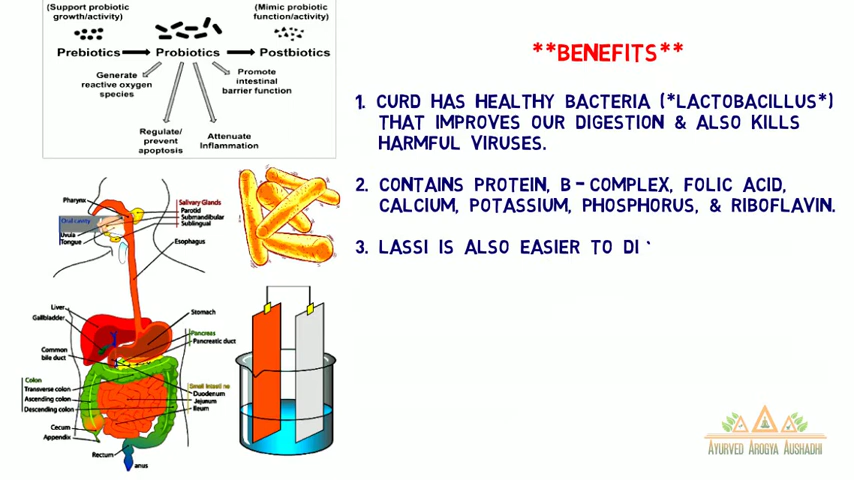 (Support probiotic
growth/activity)
(Mimic probiotic
function/activity)
Prebiotics
Probiotics
Postbiotics
Generate
reactive oxygen
species
Promote
intestinal
barrier function
Regulate/
prevent
apoptosis
Attenuate
Inflammation
**BENEFITS**
1. CURD HAS HEALTHY BACTERIA (*LACTOBACILLUS*)
THAT IMPROVES OUR DIGESTION & ALSO KILLS
HARMFUL VIRUSES.
2. CONTAINS PROTEIN, B-COMPLEX, FOLIC ACID,
CALCIUM, POTASSIUM, PHOSPHORUS, & RIBOFLAVIN.
3. LASSI IS ALSO EASIER TO DI
Pharynx
Oral cavity
Uvula
Tongue
Salivary Glands
Parotid
Submandibular
Sublingual
Esophagus
Liver
Gallbladder
Common
bile duct
Stomach
Pancreas
Pancreatic duct
Colon
Transverse colon
Ascending colon
Descending colon
Cecum
Appendix
Small intestine
Duodenum
Jejunum
Ileum
Rectum
anus
AYURVED AROGYA AUSHADHI